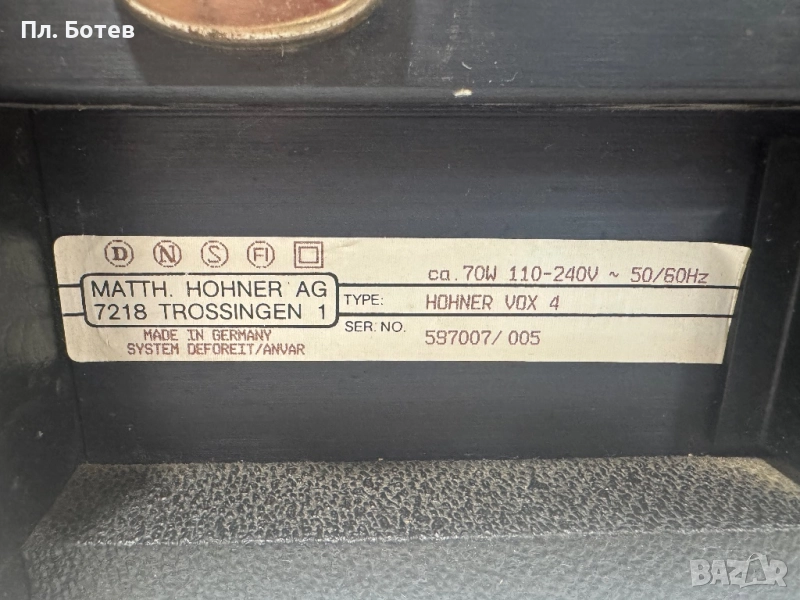 Пл. Ботев
D N S FI
ca.70W 110-240V ~ 50/60Hz
MATTH. HOHNER AG
7218 TROSSINGEN 1
TYPE: HOHNER VOX 4
SER. NO. 597007/ 005
MADE IN GERMANY
SYSTEM DEFOREIT/ANVAR
BAZAR